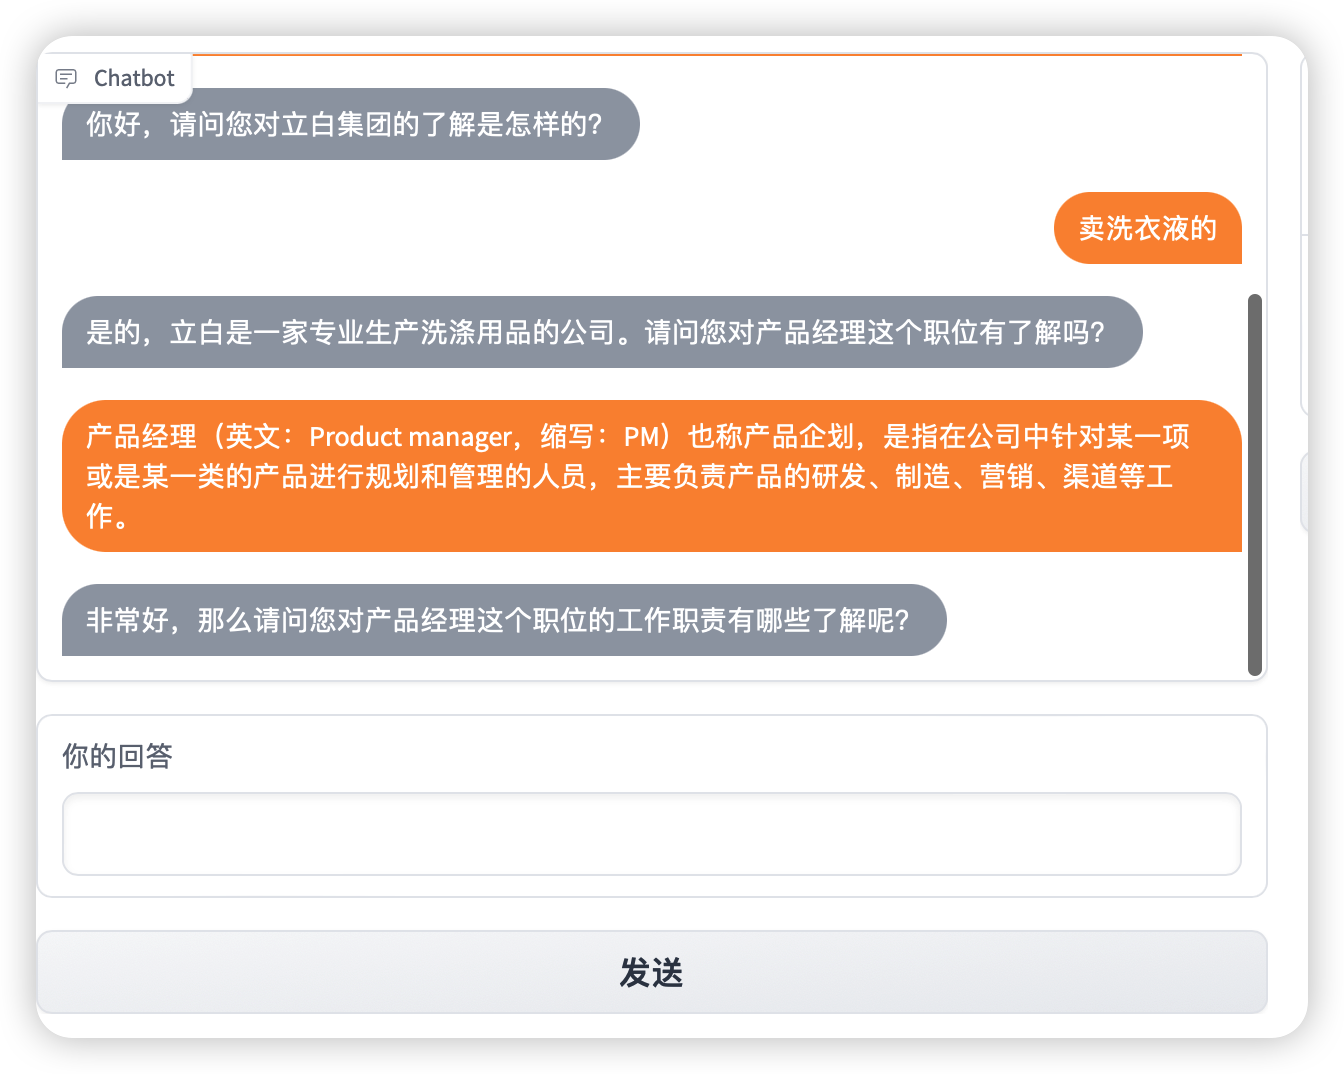 Chatbot
你好，请问您对立白集团的了解是怎样的？
卖洗衣液的
是的，立白是一家专业生产洗涤用品的公司。请问您对产品经理这个职位有了解吗？
产品经理（英文：Product manager，缩写：PM）也称产品企划，是指在公司中针对某一项
或是某一类的产品进行规划和管理的人员，主要负责产品的研发、制造、营销、渠道等工
作。
非常好，那么请问您对产品经理这个职位的工作职责有哪些了解呢？
你的回答
发送